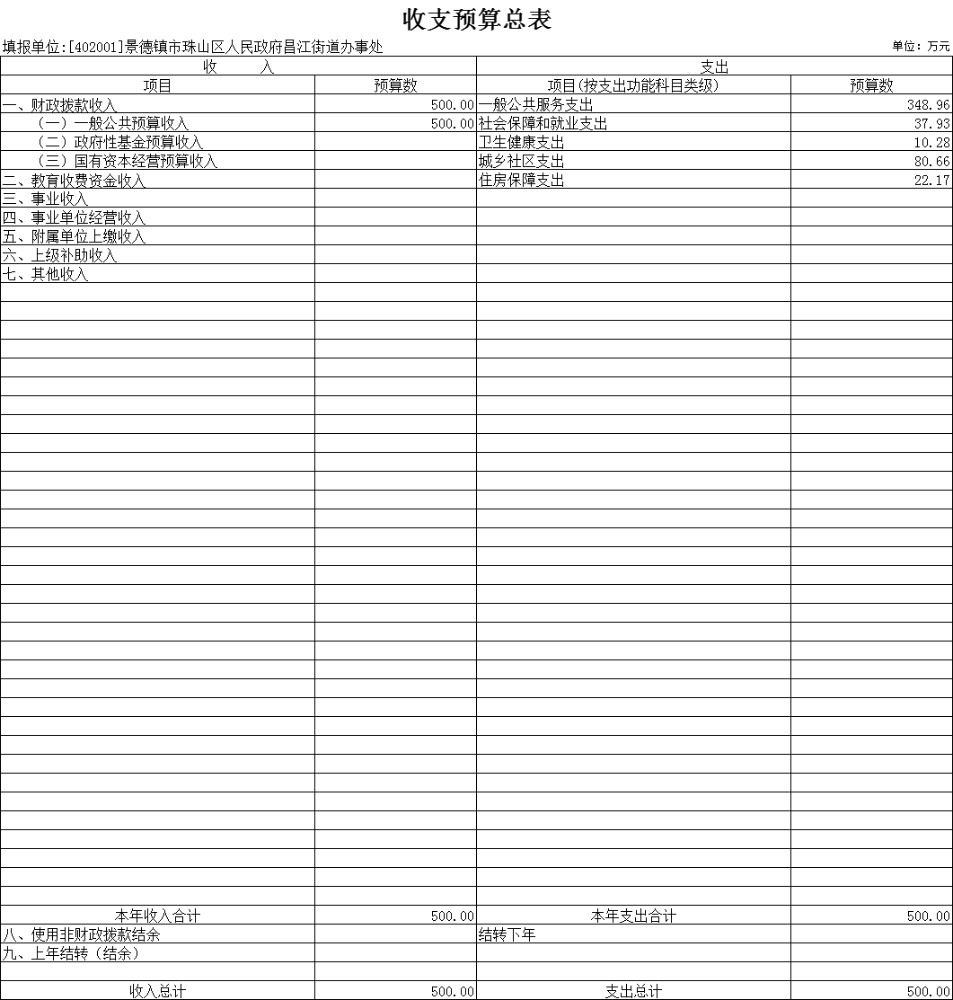 收支预算总表
填报单位:[402001]景德镇市珠山区人民政府昌江街道办事处 单位：万元
收 入 支出
项目 预算数 项目(按支出功能科目类级) 预算数
一、财政拨款收入 500.00 一般公共服务支出 348.96
（一）一般公共预算收入 500.00 社会保障和就业支出 37.93
（二）政府性基金预算收入 卫生健康支出 10.28
（三）国有资本经营预算收入 城乡社区支出 80.66
二、教育收费资金收入 住房保障支出 22.17
三、事业收入
四、事业单位经营收入
五、附属单位上缴收入
六、上级补助收入
七、其他收入
本年收入合计 500.00 本年支出合计 500.00
八、使用非财政拨款结余 结转下年
九、上年结转（结余）
收入总计 500.00 支出总计 500.00